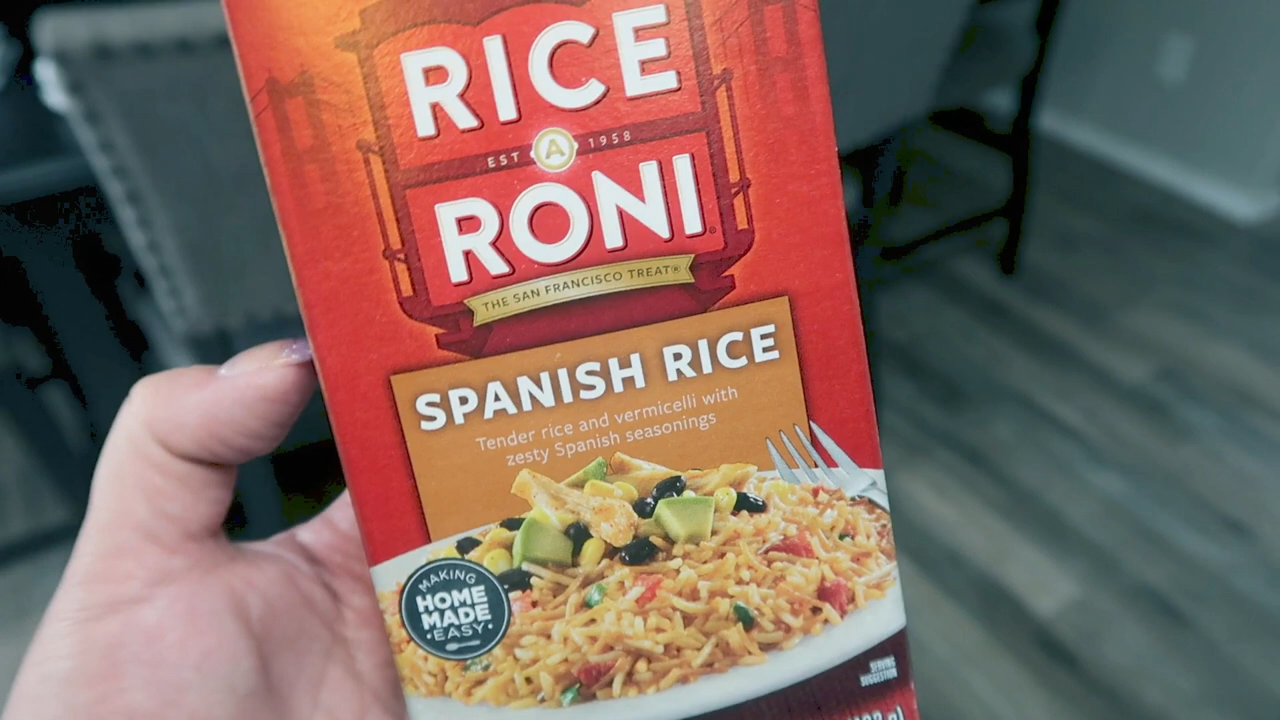 RICE
EST A 1958
RONI
THE SAN FRANCISCO TREAT®
SPANISH RICE
Tender rice and vermicelli with
zesty Spanish seasonings
MAKING
HOME
MADE
•EASY•
SERVING
SUGGESTION